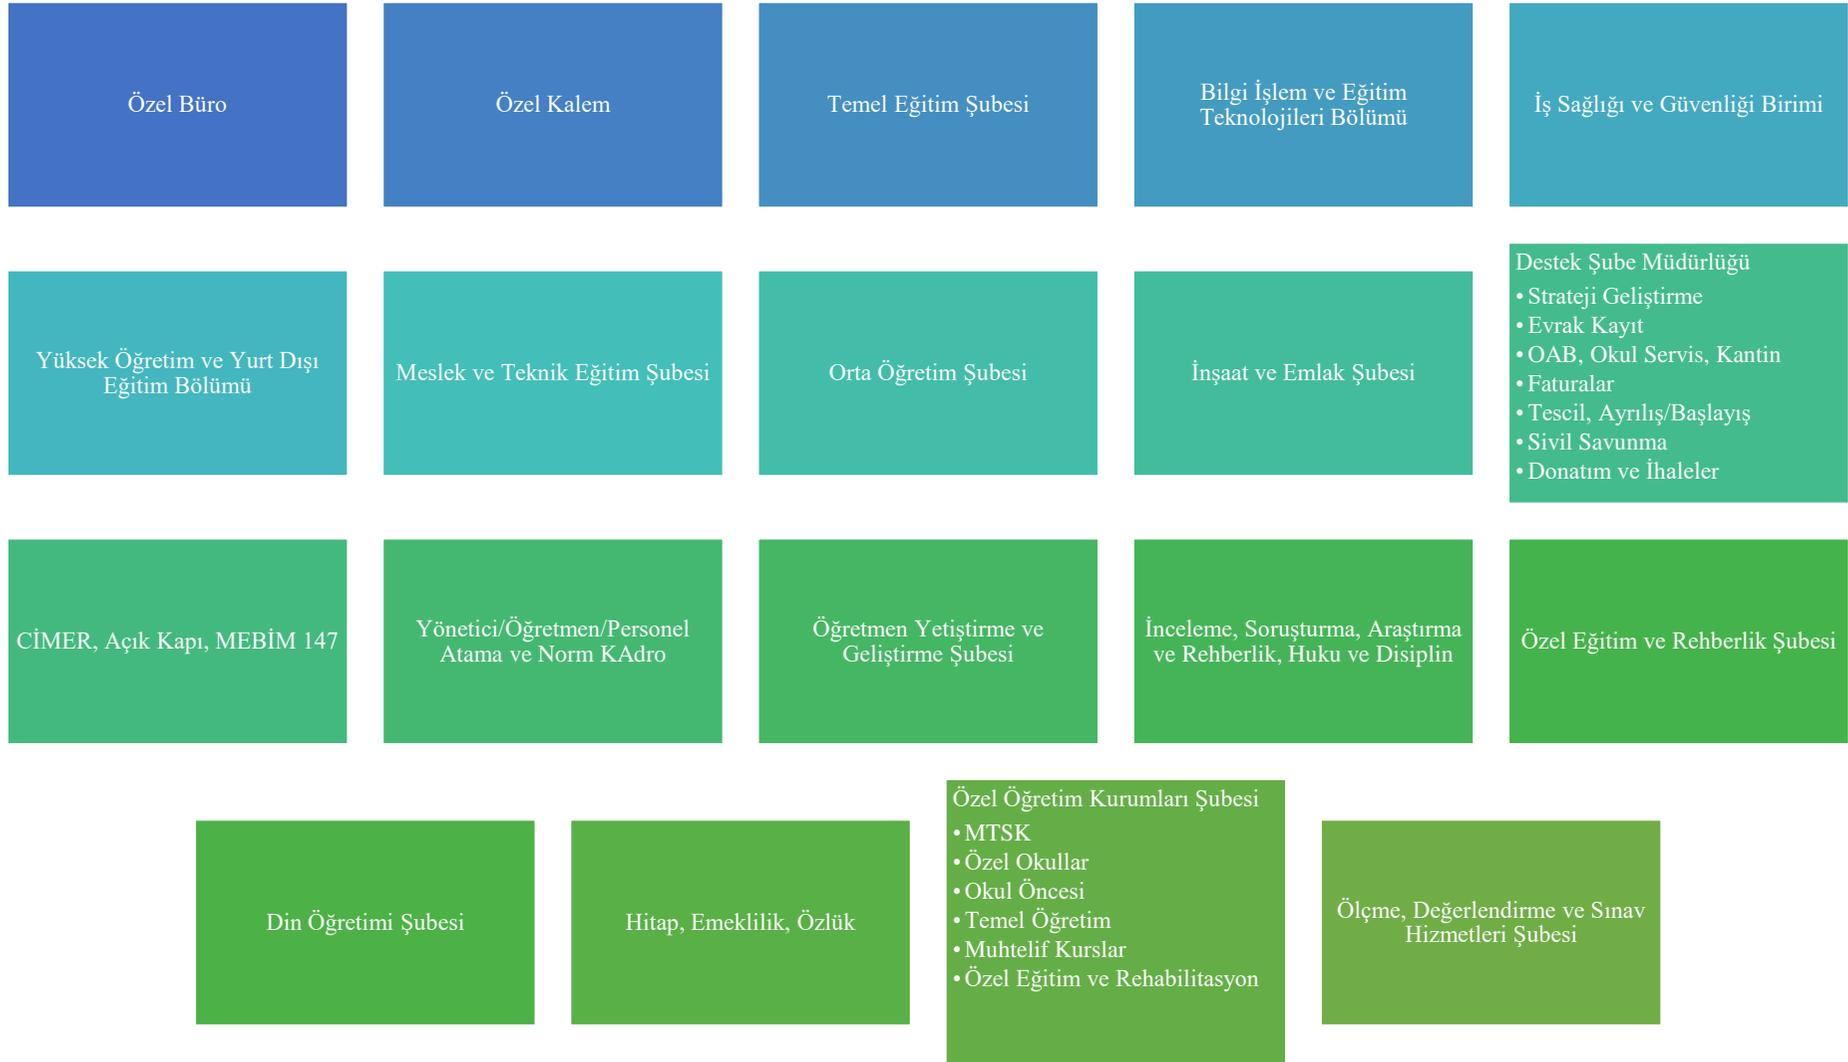 Özel Büro
Özel Kalem
Temel Eğitim Şubesi
Bilgi İşlem ve Eğitim
Teknolojileri Bölümü
İş Sağlığı ve Güvenliği Birimi
Yüksek Öğretim ve Yurt Dışı
Eğitim Bölümü
Meslek ve Teknik Eğitim Şubesi
Orta Öğretim Şubesi
İnşaat ve Emlak Şubesi
Destek Şube Müdürlüğü
• Strateji Geliştirme
• Evrak Kayıt
• OAB, Okul Servis, Kantin
• Faturalar
• Tescil, Ayrılış/Başlayış
• Sivil Savunma
• Donatım ve İhaleler
CİMER, Açık Kapı, MEBİM 147
Yönetici/Öğretmen/Personel
Atama ve Norm KAdro
Öğretmen Yetiştirme ve
Geliştirme Şubesi
İnceleme, Soruşturma, Araştırma
ve Rehberlik, Huku ve Disiplin
Özel Eğitim ve Rehberlik Şubesi
Din Öğretimi Şubesi
Hitap, Emeklilik, Özlük
Özel Öğretim Kurumları Şubesi
• MTSK
• Özel Okullar
• Okul Öncesi
• Temel Öğretim
• Muhtelif Kurslar
• Özel Eğitim ve Rehabilitasyon
Ölçme, Değerlendirme ve Sınav
Hizmetleri Şubesi